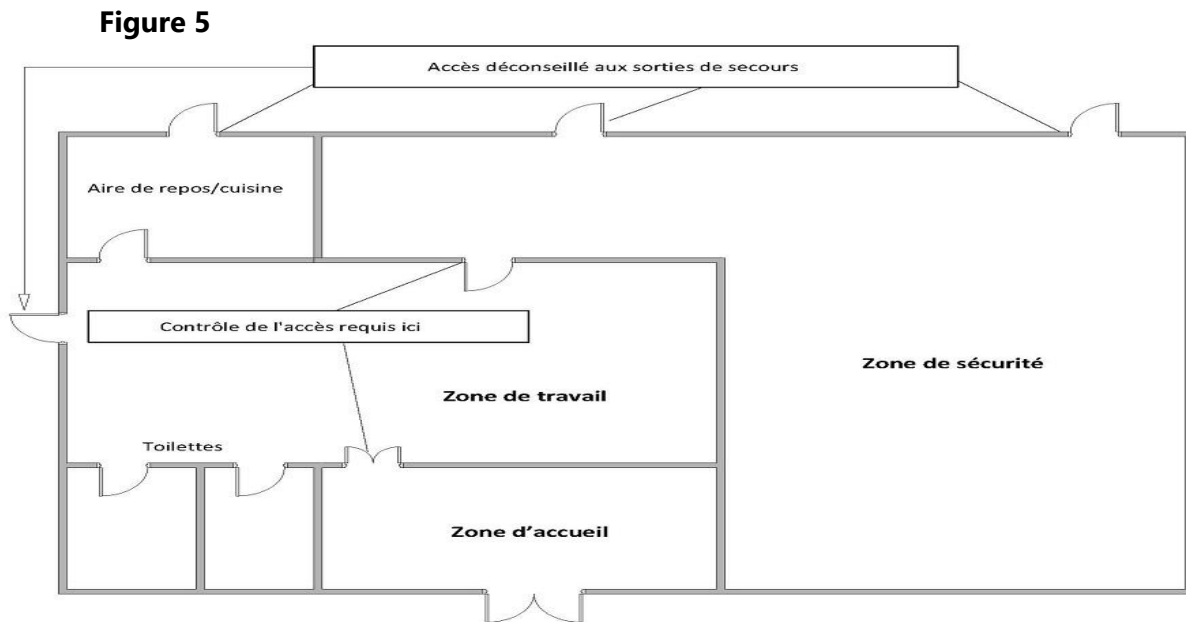 Figure 5
Accès déconseillé aux sorties de secours
Aire de repos/cuisine
Contrôle de l'accès requis ici
Zone de sécurité
Zone de travail
Toilettes
Zone d’accueil